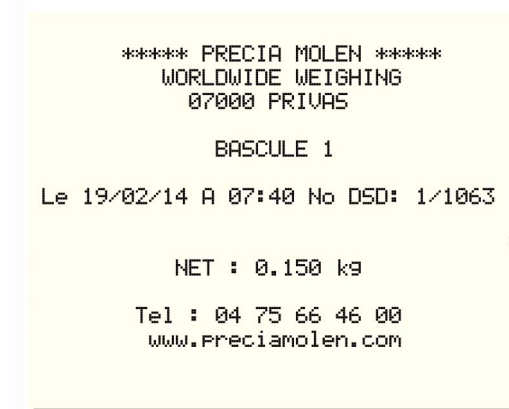 ***** PRECIA MOLEN *****
WORLDWIDE WEIGHING
07000 PRIVAS
BASCULE 1
Le 19/02/14 A 07:40 No DSD: 1/1063
NET : 0.150 kg
Tel : 04 75 66 46 00
www.preciamolen.com